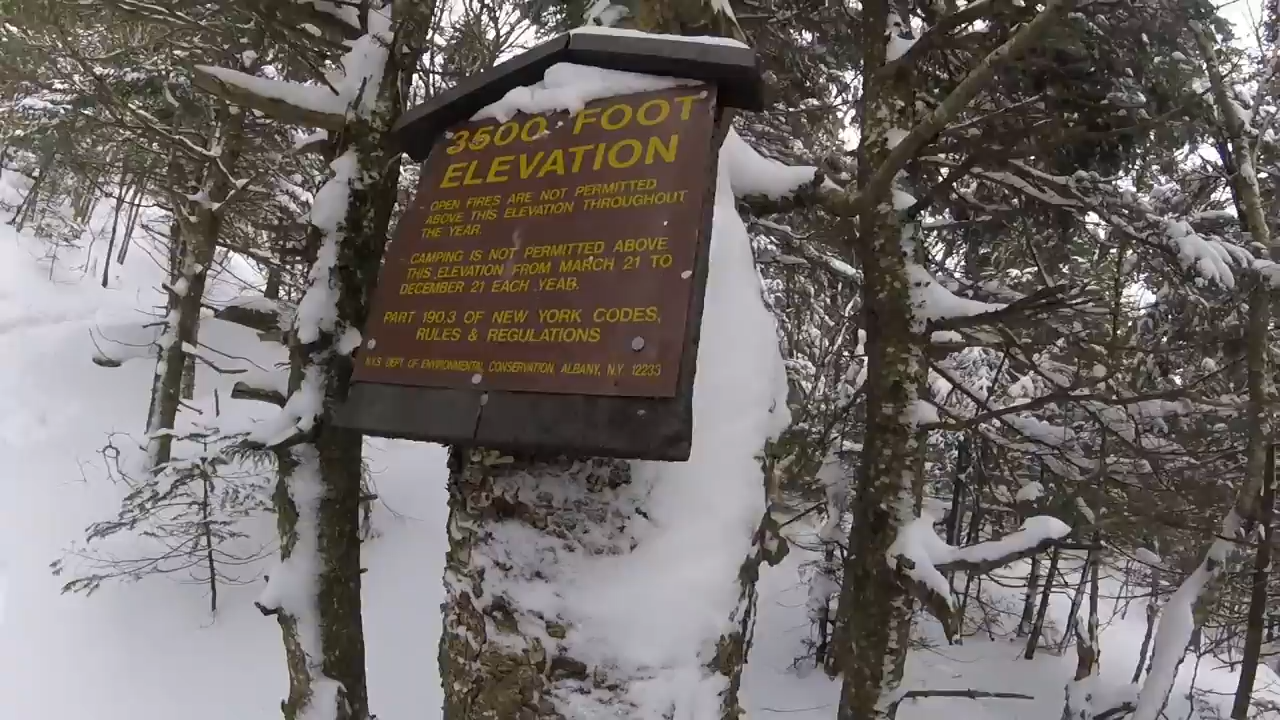 3500 FOOT
ELEVATION
- OPEN FIRES ARE NOT PERMITTED
ABOVE THIS ELEVATION THROUGHOUT
THE YEAR.
- CAMPING IS NOT PERMITTED ABOVE
THIS ELEVATION FROM MARCH 21 TO
DECEMBER 21 EACH YEAR.
PART 190.3 OF NEW YORK CODES,
RULES & REGULATIONS
N.Y.S. DEPT. OF ENVIRONMENTAL CONSERVATION, ALBANY, N.Y. 12233